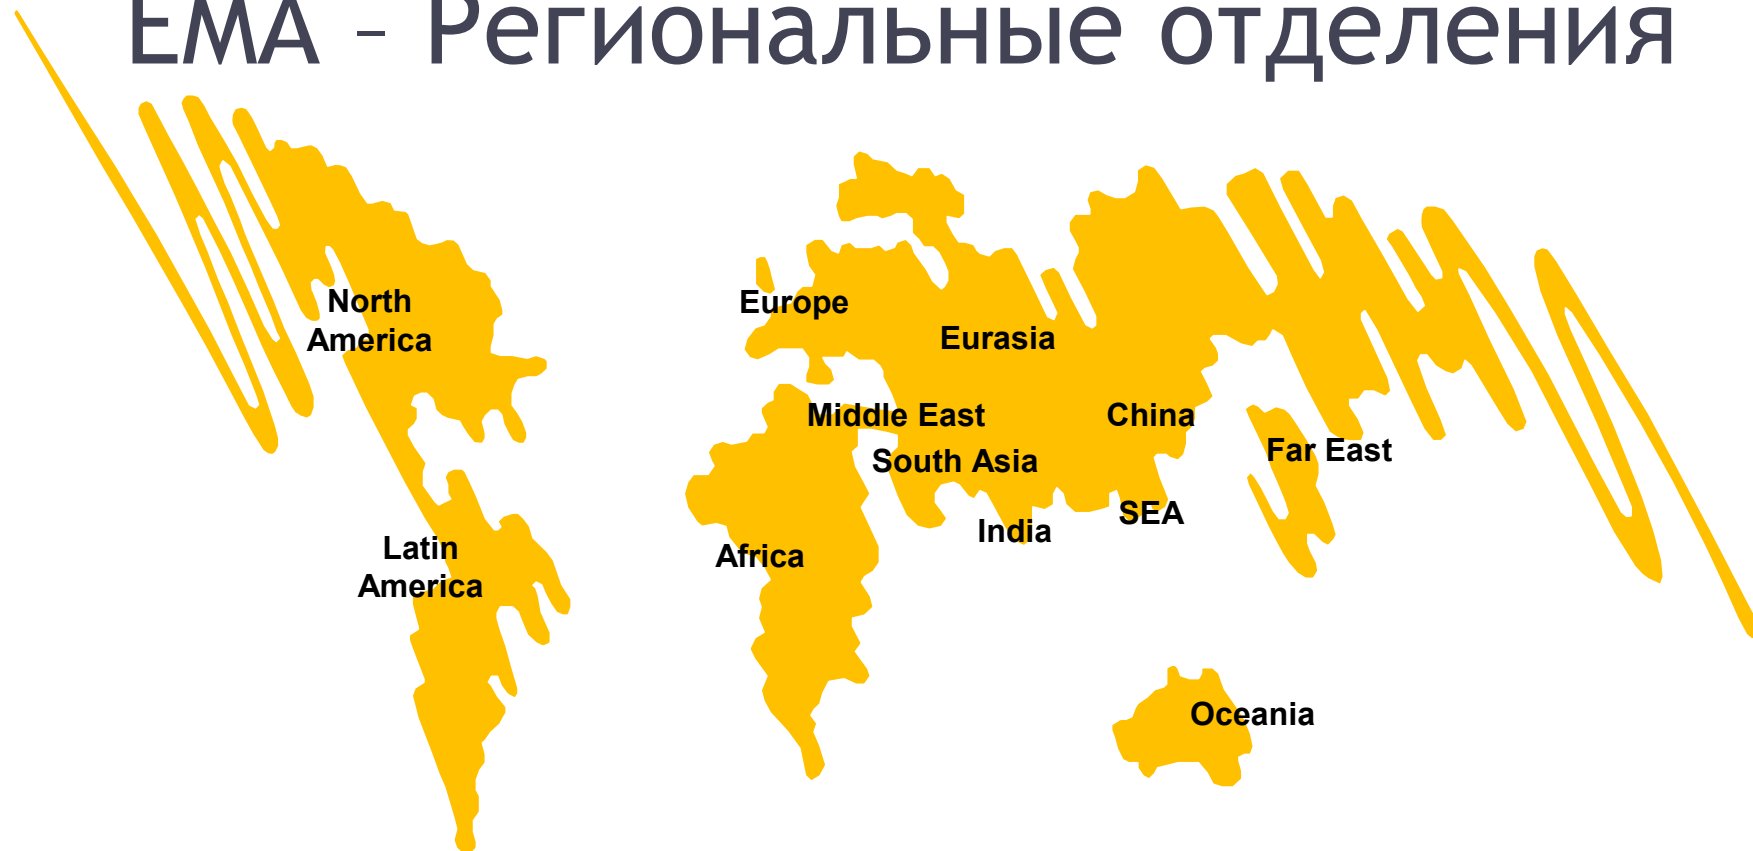 EMA – Региональные отделения
North
America
Europe
Eurasia
Middle East
China
South Asia
Far East
SEA
India
Latin
America
Africa
Oceania